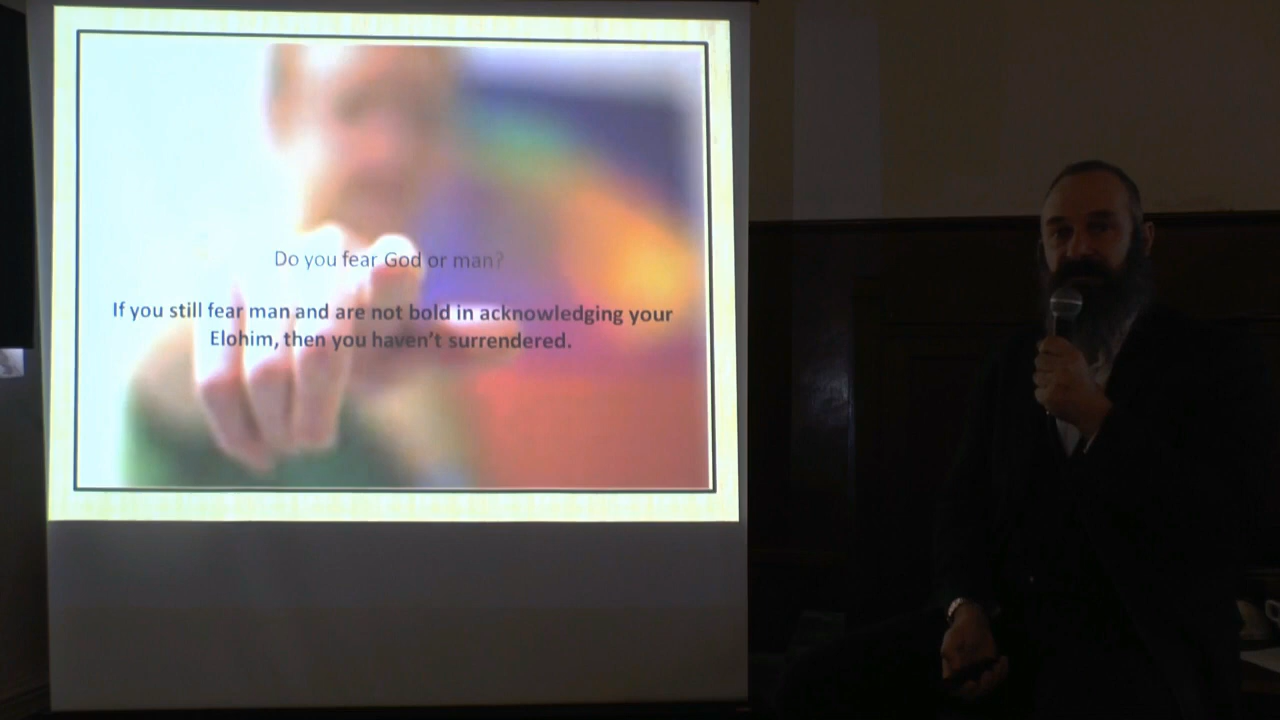 Do you fear God or man?
If you still fear man and are not bold in acknowledging your
Elohim, then you haven't surrendered.